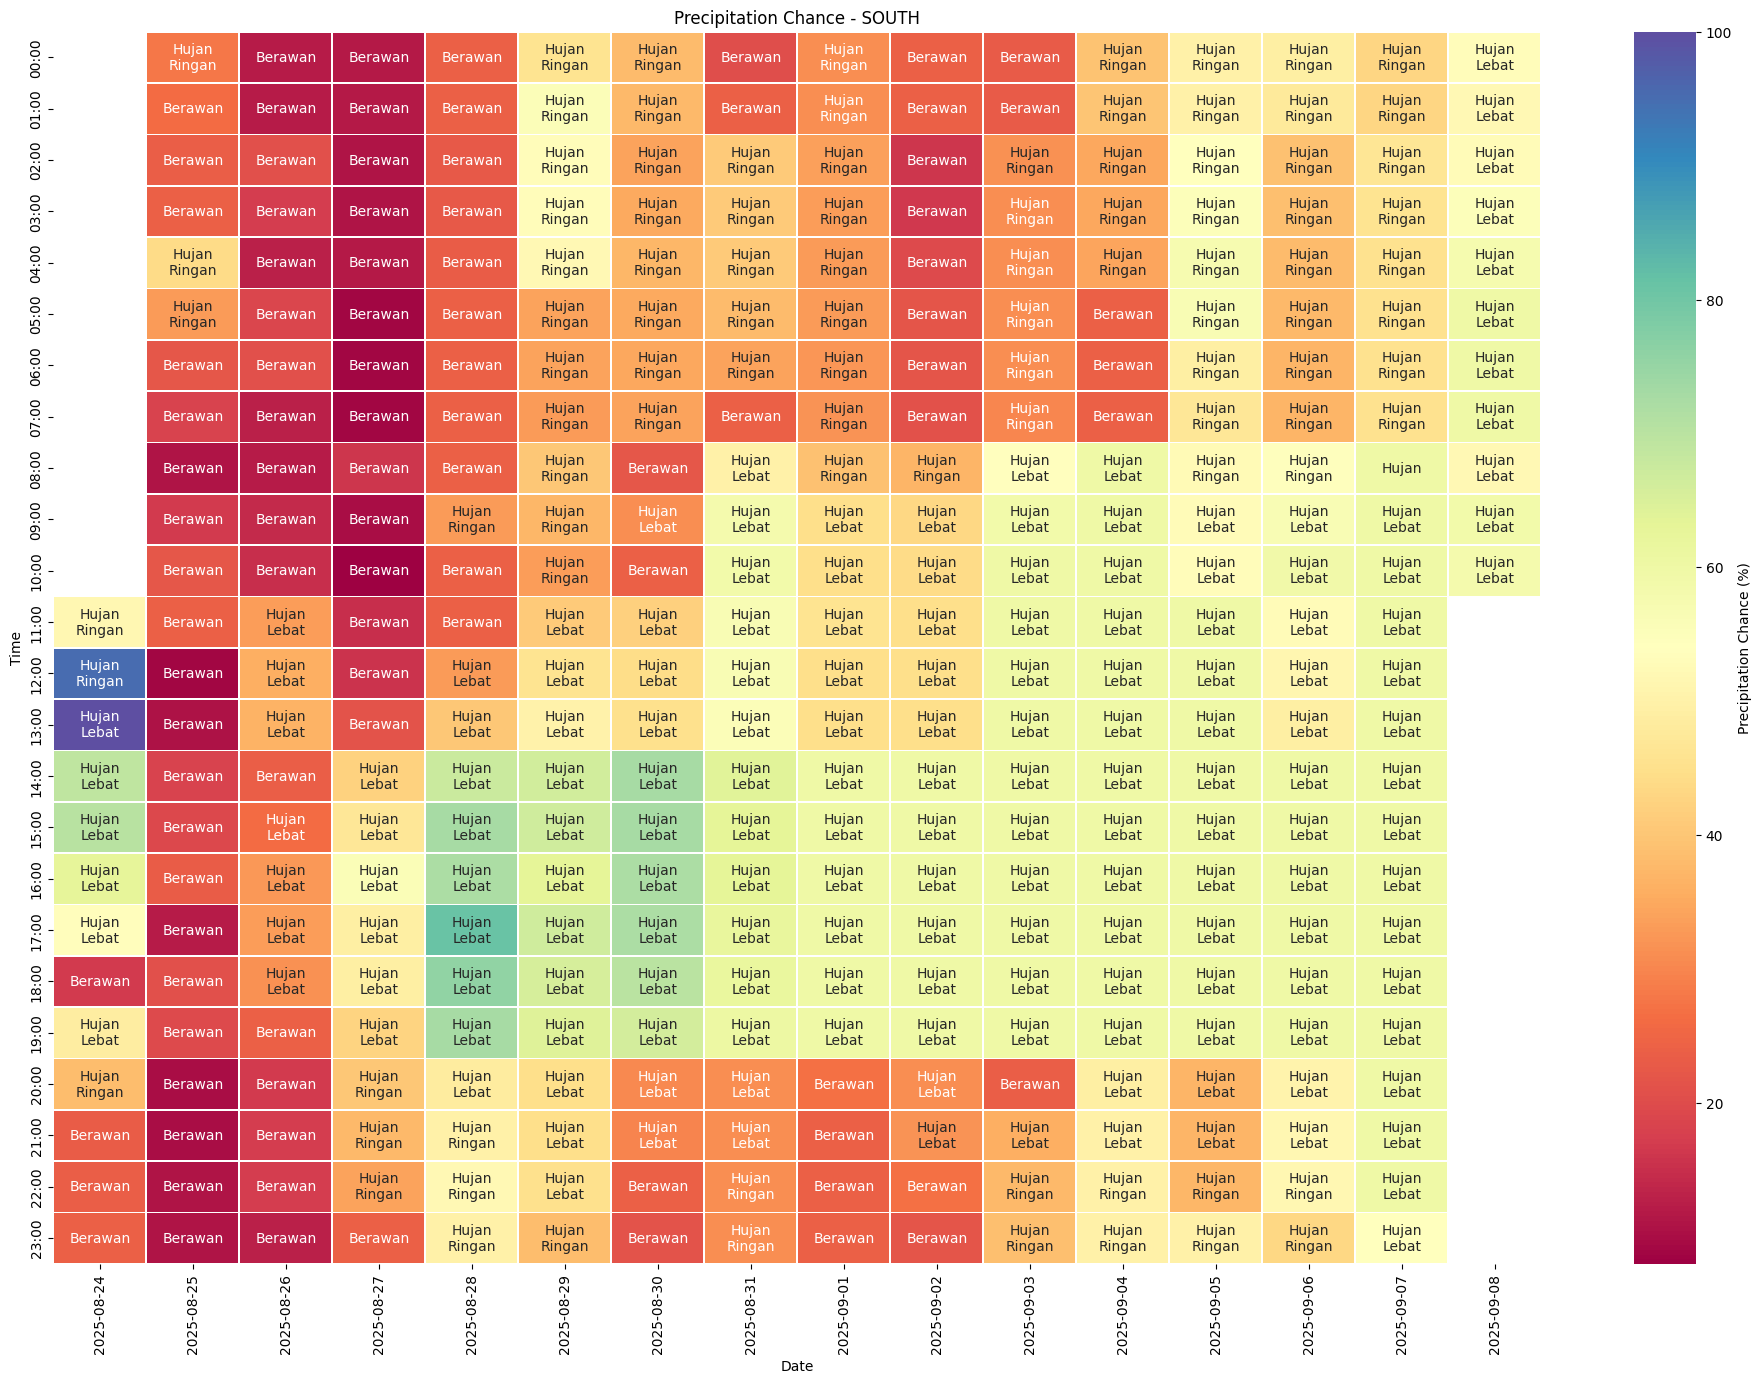 Precipitation Chance - SOUTH
00:00 Hujan Ringan Berawan Berawan Berawan Hujan Ringan Hujan Ringan Berawan Hujan Ringan Berawan Berawan Hujan Ringan Hujan Ringan Hujan Ringan Hujan Ringan Hujan Lebat
01:00 Berawan Berawan Berawan Berawan Hujan Ringan Hujan Ringan Berawan Hujan Ringan Berawan Berawan Hujan Ringan Hujan Ringan Hujan Ringan Hujan Ringan Hujan Lebat
02:00 Berawan Berawan Berawan Berawan Hujan Ringan Hujan Ringan Hujan Ringan Hujan Ringan Berawan Hujan Ringan Hujan Ringan Hujan Ringan Hujan Ringan Hujan Ringan Hujan Lebat
03:00 Berawan Berawan Berawan Berawan Hujan Ringan Hujan Ringan Hujan Ringan Hujan Ringan Berawan Hujan Ringan Hujan Ringan Hujan Ringan Hujan Ringan Hujan Ringan Hujan Lebat
04:00 Hujan Ringan Berawan Berawan Berawan Hujan Ringan Hujan Ringan Hujan Ringan Hujan Ringan Berawan Hujan Ringan Hujan Ringan Hujan Ringan Hujan Ringan Hujan Ringan Hujan Lebat
05:00 Hujan Ringan Berawan Berawan Berawan Hujan Ringan Hujan Ringan Hujan Ringan Hujan Ringan Berawan Hujan Ringan Berawan Hujan Ringan Hujan Ringan Hujan Ringan Hujan Lebat
06:00 Berawan Berawan Berawan Berawan Hujan Ringan Hujan Ringan Hujan Ringan Hujan Ringan Berawan Hujan Ringan Berawan Hujan Ringan Hujan Ringan Hujan Ringan Hujan Lebat
07:00 Berawan Berawan Berawan Berawan Hujan Ringan Hujan Ringan Berawan Hujan Ringan Berawan Hujan Ringan Berawan Hujan Ringan Hujan Ringan Hujan Ringan Hujan Lebat
08:00 Berawan Berawan Berawan Berawan Hujan Ringan Berawan Hujan Lebat Hujan Ringan Hujan Ringan Hujan Lebat Hujan Lebat Hujan Ringan Hujan Ringan Hujan Hujan Lebat
09:00 Berawan Berawan Berawan Hujan Ringan Hujan Ringan Hujan Lebat Hujan Lebat Hujan Lebat Hujan Lebat Hujan Lebat Hujan Lebat Hujan Lebat Hujan Lebat Hujan Lebat Hujan Lebat
10:00 Berawan Berawan Berawan Berawan Hujan Ringan Berawan Hujan Lebat Hujan Lebat Hujan Lebat Hujan Lebat Hujan Lebat Hujan Lebat Hujan Lebat Hujan Lebat Hujan Lebat
11:00 Hujan Ringan Berawan Hujan Lebat Berawan Berawan Hujan Lebat Hujan Lebat Hujan Lebat Hujan Lebat Hujan Lebat Hujan Lebat Hujan Lebat Hujan Lebat Hujan Lebat Hujan Lebat
12:00 Hujan Ringan Berawan Hujan Lebat Berawan Hujan Lebat Hujan Lebat Hujan Lebat Hujan Lebat Hujan Lebat Hujan Lebat Hujan Lebat Hujan Lebat Hujan Lebat Hujan Lebat Hujan Lebat
13:00 Hujan Lebat Berawan Hujan Lebat Berawan Hujan Lebat Hujan Lebat Hujan Lebat Hujan Lebat Hujan Lebat Hujan Lebat Hujan Lebat Hujan Lebat Hujan Lebat Hujan Lebat Hujan Lebat
14:00 Hujan Lebat Berawan Berawan Hujan Lebat Hujan Lebat Hujan Lebat Hujan Lebat Hujan Lebat Hujan Lebat Hujan Lebat Hujan Lebat Hujan Lebat Hujan Lebat Hujan Lebat Hujan Lebat
15:00 Hujan Lebat Berawan Hujan Lebat Hujan Lebat Hujan Lebat Hujan Lebat Hujan Lebat Hujan Lebat Hujan Lebat Hujan Lebat Hujan Lebat Hujan Lebat Hujan Lebat Hujan Lebat Hujan Lebat
16:00 Hujan Lebat Berawan Hujan Lebat Hujan Lebat Hujan Lebat Hujan Lebat Hujan Lebat Hujan Lebat Hujan Lebat Hujan Lebat Hujan Lebat Hujan Lebat Hujan Lebat Hujan Lebat Hujan Lebat
17:00 Hujan Lebat Berawan Hujan Lebat Hujan Lebat Hujan Lebat Hujan Lebat Hujan Lebat Hujan Lebat Hujan Lebat Hujan Lebat Hujan Lebat Hujan Lebat Hujan Lebat Hujan Lebat Hujan Lebat
18:00 Berawan Berawan Hujan Lebat Hujan Lebat Hujan Lebat Hujan Lebat Hujan Lebat Hujan Lebat Hujan Lebat Hujan Lebat Hujan Lebat Hujan Lebat Hujan Lebat Hujan Lebat Hujan Lebat
19:00 Hujan Lebat Berawan Berawan Hujan Lebat Hujan Lebat Hujan Lebat Hujan Lebat Hujan Lebat Hujan Lebat Hujan Lebat Hujan Lebat Hujan Lebat Hujan Lebat Hujan Lebat Hujan Lebat
20:00 Hujan Ringan Berawan Berawan Hujan Ringan Hujan Lebat Hujan Lebat Hujan Lebat Hujan Lebat Berawan Hujan Lebat Berawan Hujan Lebat Hujan Lebat Hujan Lebat Hujan Lebat
21:00 Berawan Berawan Berawan Hujan Ringan Hujan Ringan Hujan Lebat Hujan Lebat Hujan Lebat Berawan Hujan Lebat Hujan Lebat Hujan Lebat Hujan Lebat Hujan Lebat Hujan Lebat
22:00 Berawan Berawan Berawan Hujan Ringan Hujan Ringan Hujan Lebat Berawan Hujan Ringan Berawan Berawan Hujan Ringan Hujan Ringan Hujan Ringan Hujan Ringan Hujan Lebat
23:00 Berawan Berawan Berawan Berawan Hujan Ringan Hujan Ringan Berawan Hujan Ringan Berawan Berawan Hujan Ringan Hujan Ringan Hujan Ringan Hujan Ringan Hujan Lebat
Time
2025-08-24 2025-08-25 2025-08-26 2025-08-27 2025-08-28 2025-08-29 2025-08-30 2025-08-31 2025-09-01 2025-09-02 2025-09-03 2025-09-04 2025-09-05 2025-09-06 2025-09-07 2025-09-08
Date
100
80
60
40
20
Precipitation Chance (%)